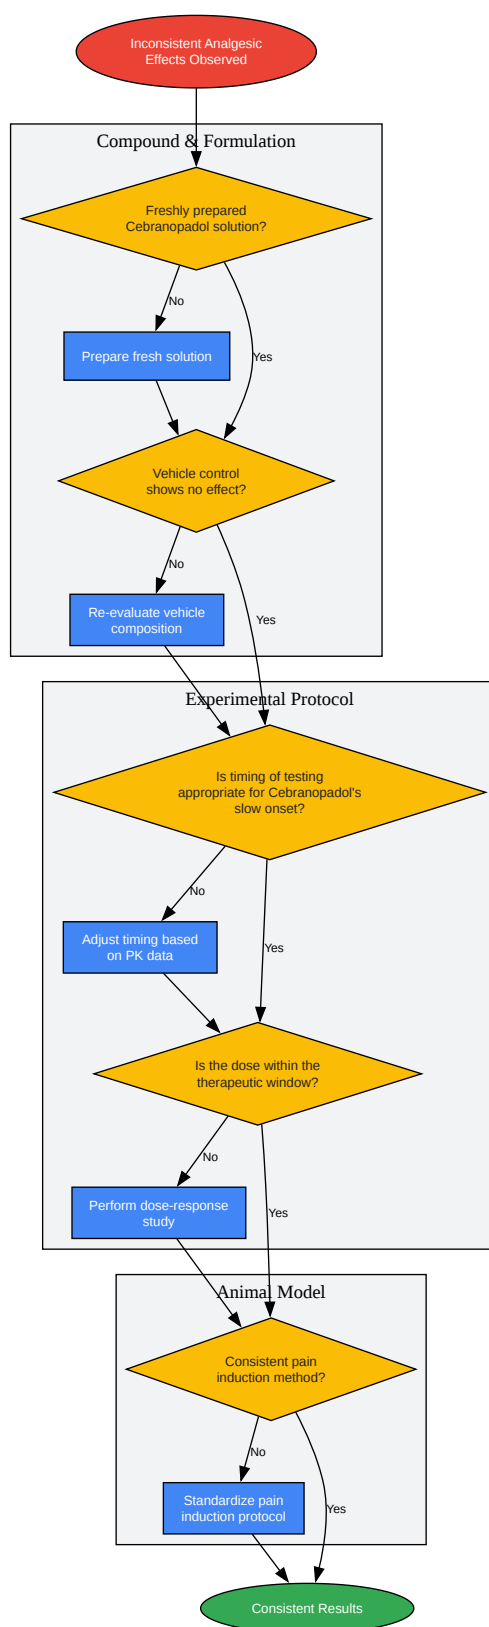 Inconsistent Analgesic
Effects Observed
Compound & Formulation
Freshly prepared
Cebranopadol solution?
No
Prepare fresh solution
Yes
Vehicle control
shows no effect?
No
Re-evaluate vehicle
composition
Yes
Experimental Protocol
Is timing of testing
appropriate for Cebranopadol's
slow onset?
No
Adjust timing based
on PK data
Yes
Is the dose within the
therapeutic window?
No
Perform dose-response
study
Yes
Animal Model
Consistent pain
induction method?
No
Standardize pain
induction protocol
Yes
Consistent Results